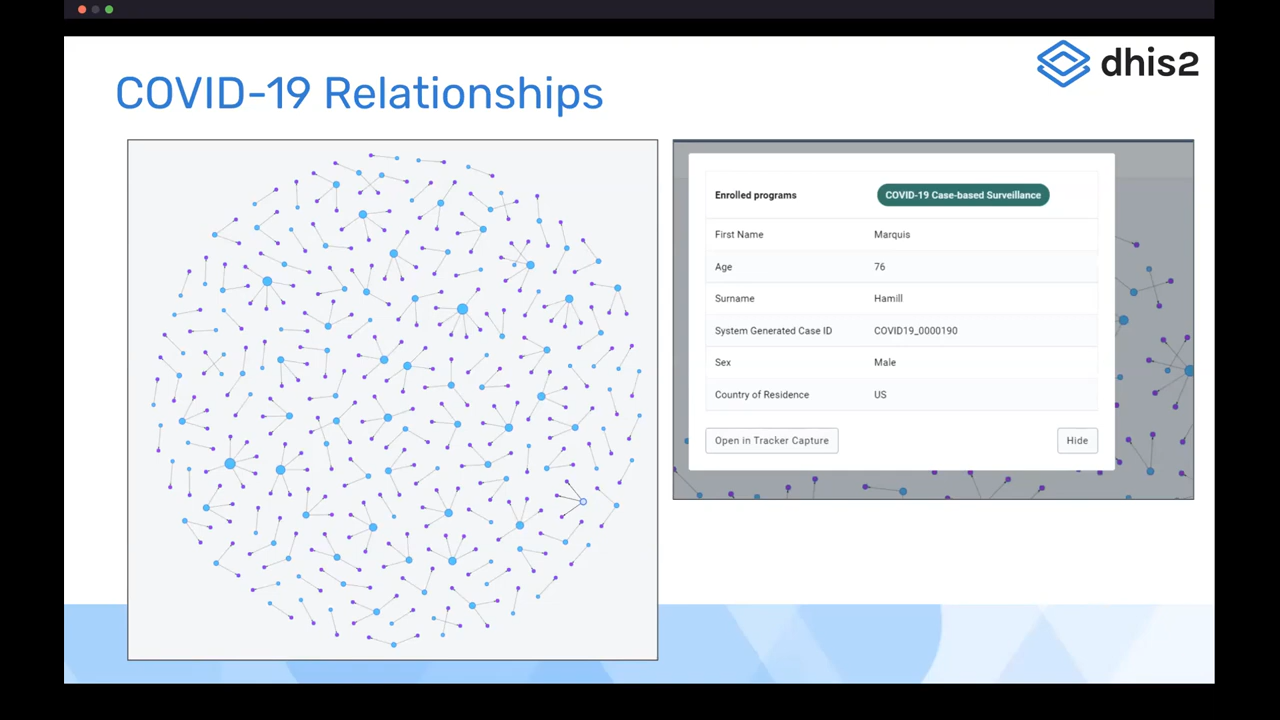 dhis2
COVID-19 Relationships
Enrolled programs COVID-19 Case-based Surveillance
First Name Marquis
Age 76
Surname Hamill
System Generated Case ID COVID19_0000190
Sex Male
Country of Residence US
Open in Tracker Capture Hide